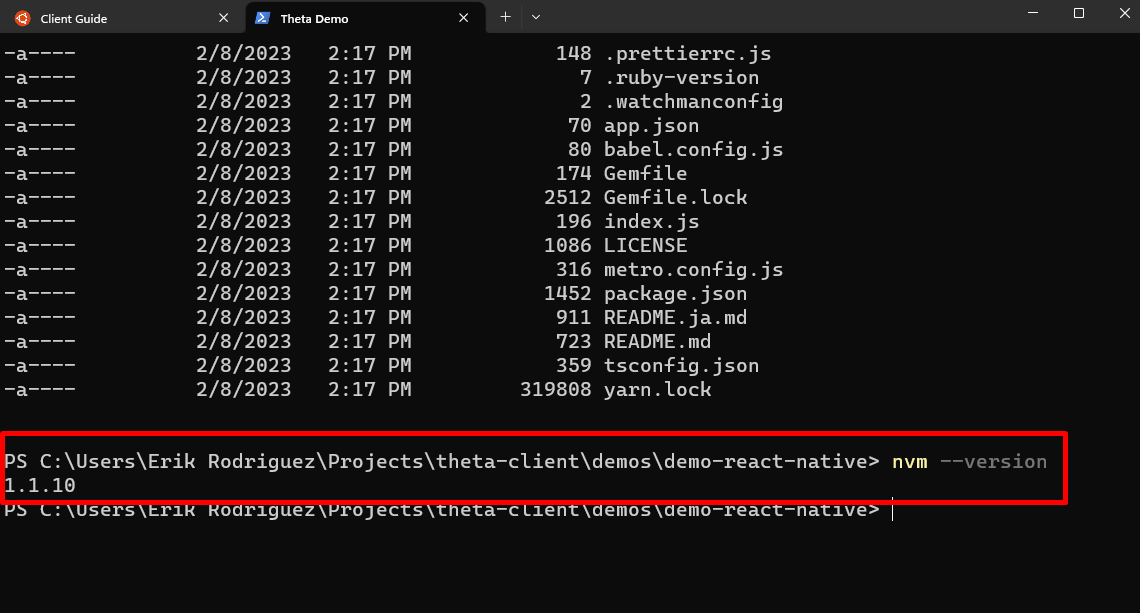 Client Guide
Theta Demo
-a---- 2/8/2023 2:17 PM 148 .prettierrc.js
-a---- 2/8/2023 2:17 PM 7 .ruby-version
-a---- 2/8/2023 2:17 PM 2 .watchmanconfig
-a---- 2/8/2023 2:17 PM 70 app.json
-a---- 2/8/2023 2:17 PM 80 babel.config.js
-a---- 2/8/2023 2:17 PM 174 Gemfile
-a---- 2/8/2023 2:17 PM 2512 Gemfile.lock
-a---- 2/8/2023 2:17 PM 196 index.js
-a---- 2/8/2023 2:17 PM 1086 LICENSE
-a---- 2/8/2023 2:17 PM 316 metro.config.js
-a---- 2/8/2023 2:17 PM 1452 package.json
-a---- 2/8/2023 2:17 PM 911 README.ja.md
-a---- 2/8/2023 2:17 PM 723 README.md
-a---- 2/8/2023 2:17 PM 359 tsconfig.json
-a---- 2/8/2023 2:17 PM 319808 yarn.lock
PS C:\Users\Erik Rodriguez\Projects\theta-client\demos\demo-react-native> nvm --version
1.1.10
PS C:\Users\Erik Rodriguez\Projects\theta-client\demos\demo-react-native>